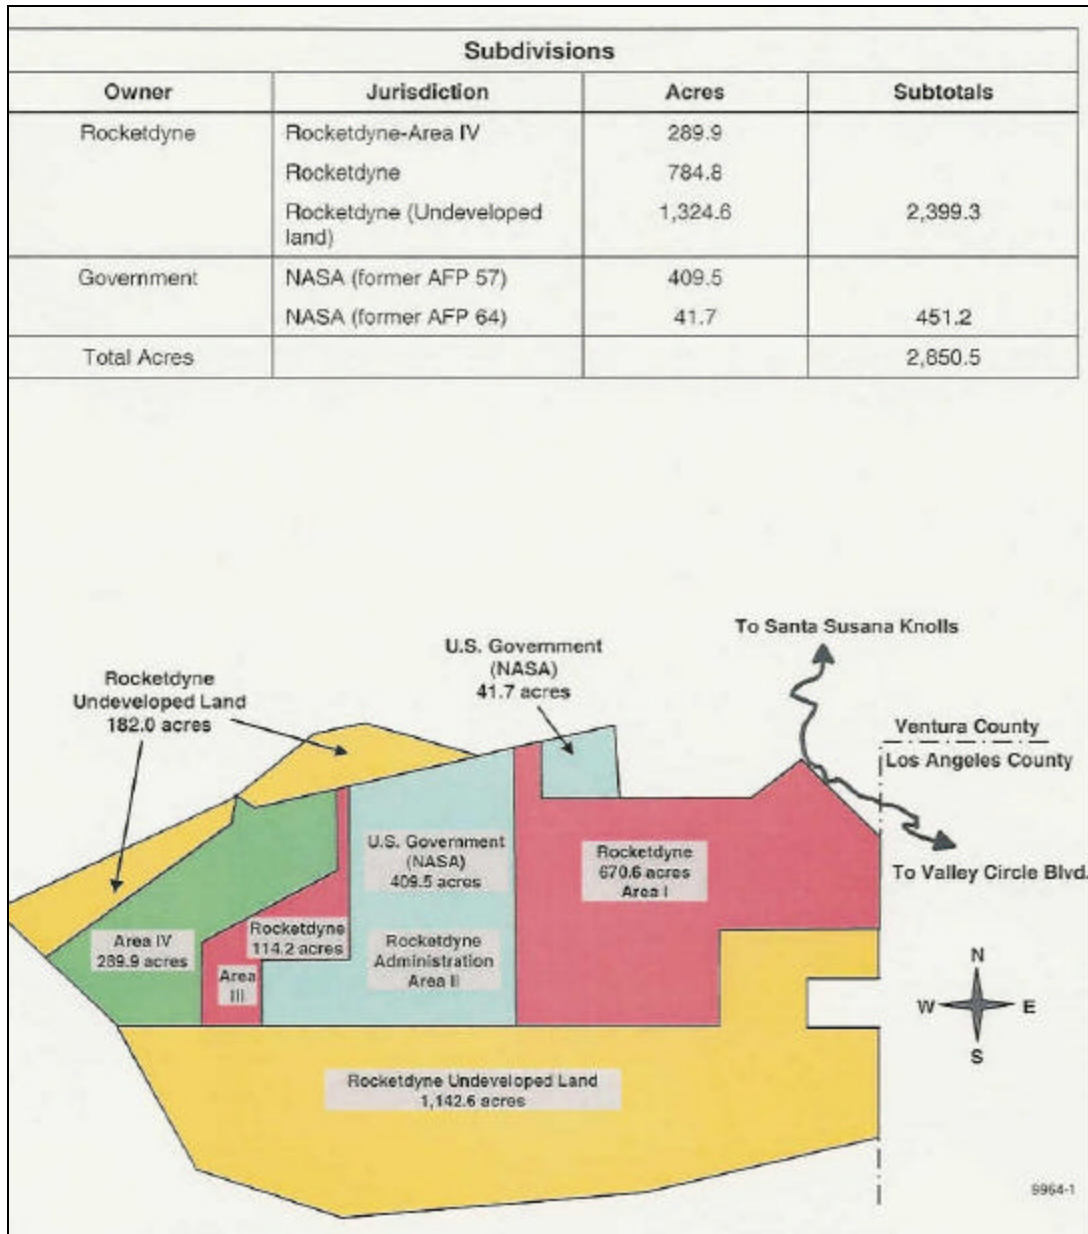 Subdivisions
Owner Jurisdiction Acres Subtotals
Rocketdyne Rocketdyne-Area IV 289.9
Rocketdyne 784.8
Rocketdyne (Undeveloped 1,324.6 2,399.3
land)
Government NASA (former AFP 57) 409.5
NASA (former AFP 64) 41.7 451.2
Total Acres 2,850.5
To Santa Susana Knolls
U.S. Government
(NASA)
41.7 acres
Rocketdyne
Undeveloped Land
182.0 acres
Ventura County
Los Angeles County
To Valley Circle Blvd.
U.S. Government
(NASA)
409.5 acres
Rocketdyne
670.6 acres
Area I
Rocketdyne
114.2 acres
Area IV
289.9 acres
Rocketdyne
Administration
Area II
Area
III
N
W E
S
Rocketdyne Undeveloped Land
1,142.6 acres
9964-1